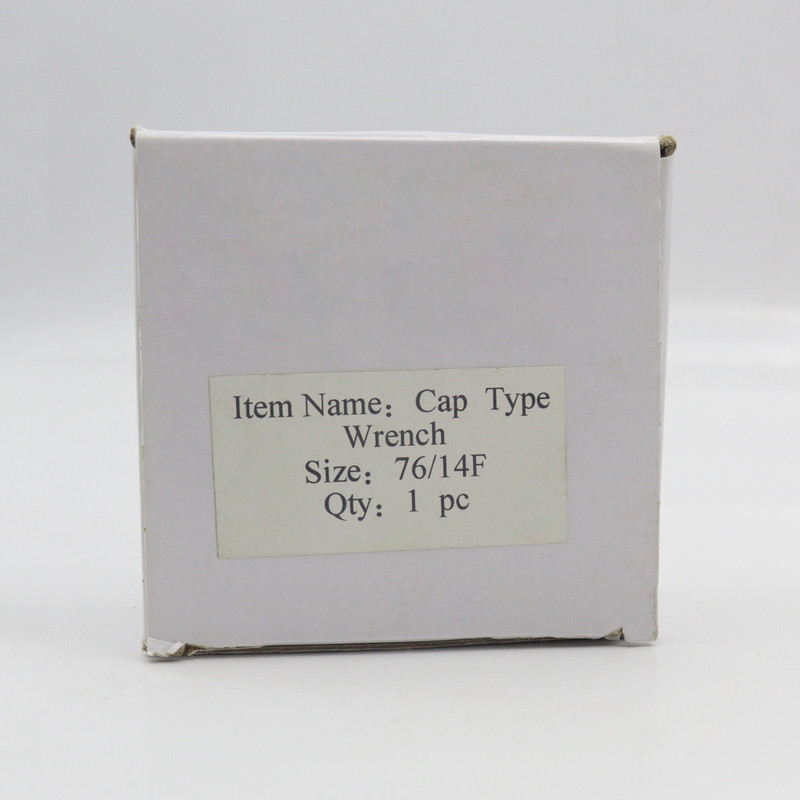 Item Name： Cap Type
Wrench
Size： 76/14F
Qty： 1 pc